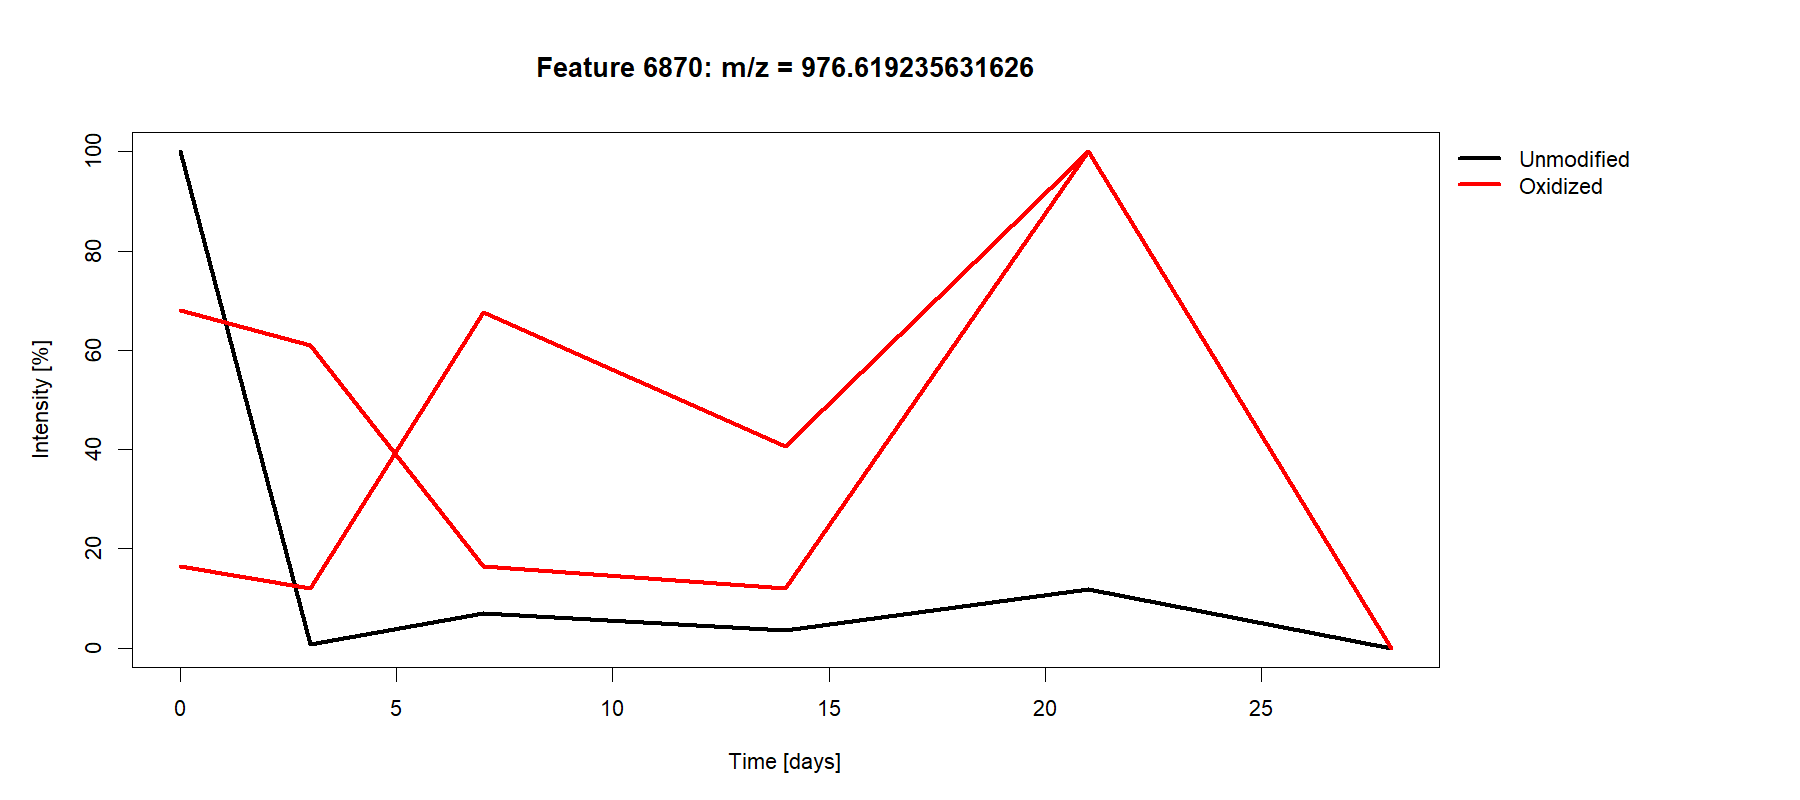 Feature 6870: m/z = 976.619235631626
Unmodified
Oxidized
100
80
60
40
20
0
Intensity [%]
0 5 10 15 20 25
Time [days]